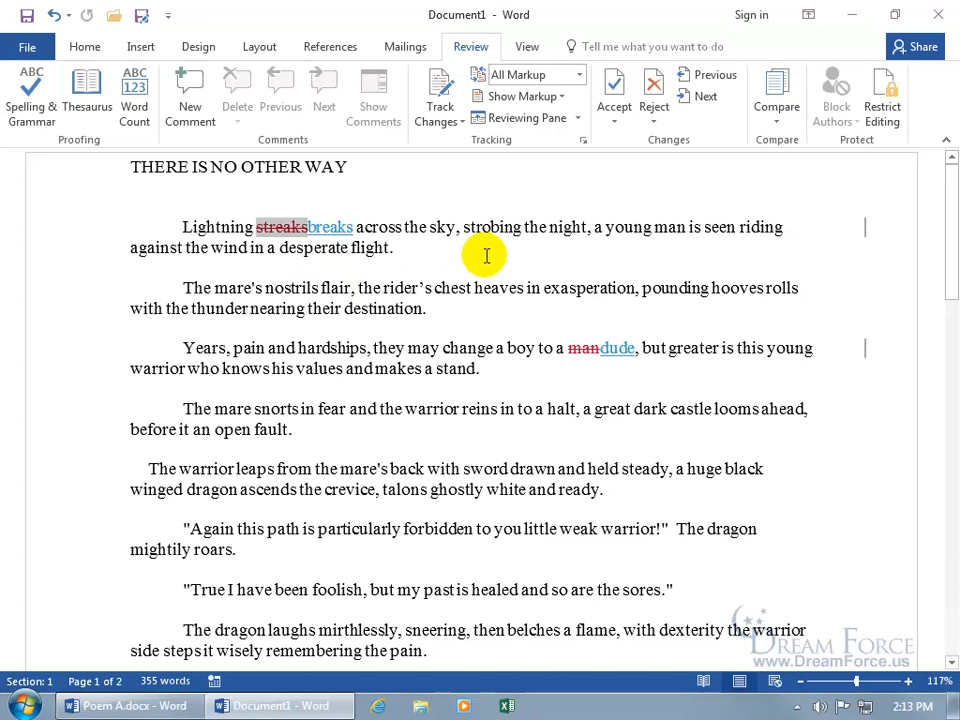 Document1 - Word
Sign in
File Home Insert Design Layout References Mailings Review View Tell me what you want to do Share
ABC ABC 123
Spelling & Grammar Thesaurus Word Count New Comment Delete Previous Next Show Comments Track Changes All Markup Show Markup Reviewing Pane Accept Reject Previous Next Compare Block Authors Restrict Editing
Proofing Comments Tracking Changes Compare Protect
THERE IS NO OTHER WAY
Lightning streaksbreaks across the sky, strobing the night, a young man is seen riding
against the wind in a desperate flight.
The mare's nostrils flair, the rider's chest heaves in exasperation, pounding hooves rolls
with the thunder nearing their destination.
Years, pain and hardships, they may change a boy to a mandude, but greater is this young
warrior who knows his values and makes a stand.
The mare snorts in fear and the warrior reins in to a halt, a great dark castle looms ahead,
before it an open fault.
The warrior leaps from the mare's back with sword drawn and held steady, a huge black
winged dragon ascends the crevice, talons ghostly white and ready.
"Again this path is particularly forbidden to you little weak warrior!"  The dragon
mightily roars.
"True I have been foolish, but my past is healed and so are the sores."
The dragon laughs mirthlessly, sneering, then belches a flame, with dexterity the warrior
side steps it wisely remembering the pain.
DREAM FORCE
www.DreamForce.us
Section: 1 Page 1 of 2 355 words 117%
Poem A.docx - Word Document1 - Word 2:13 PM